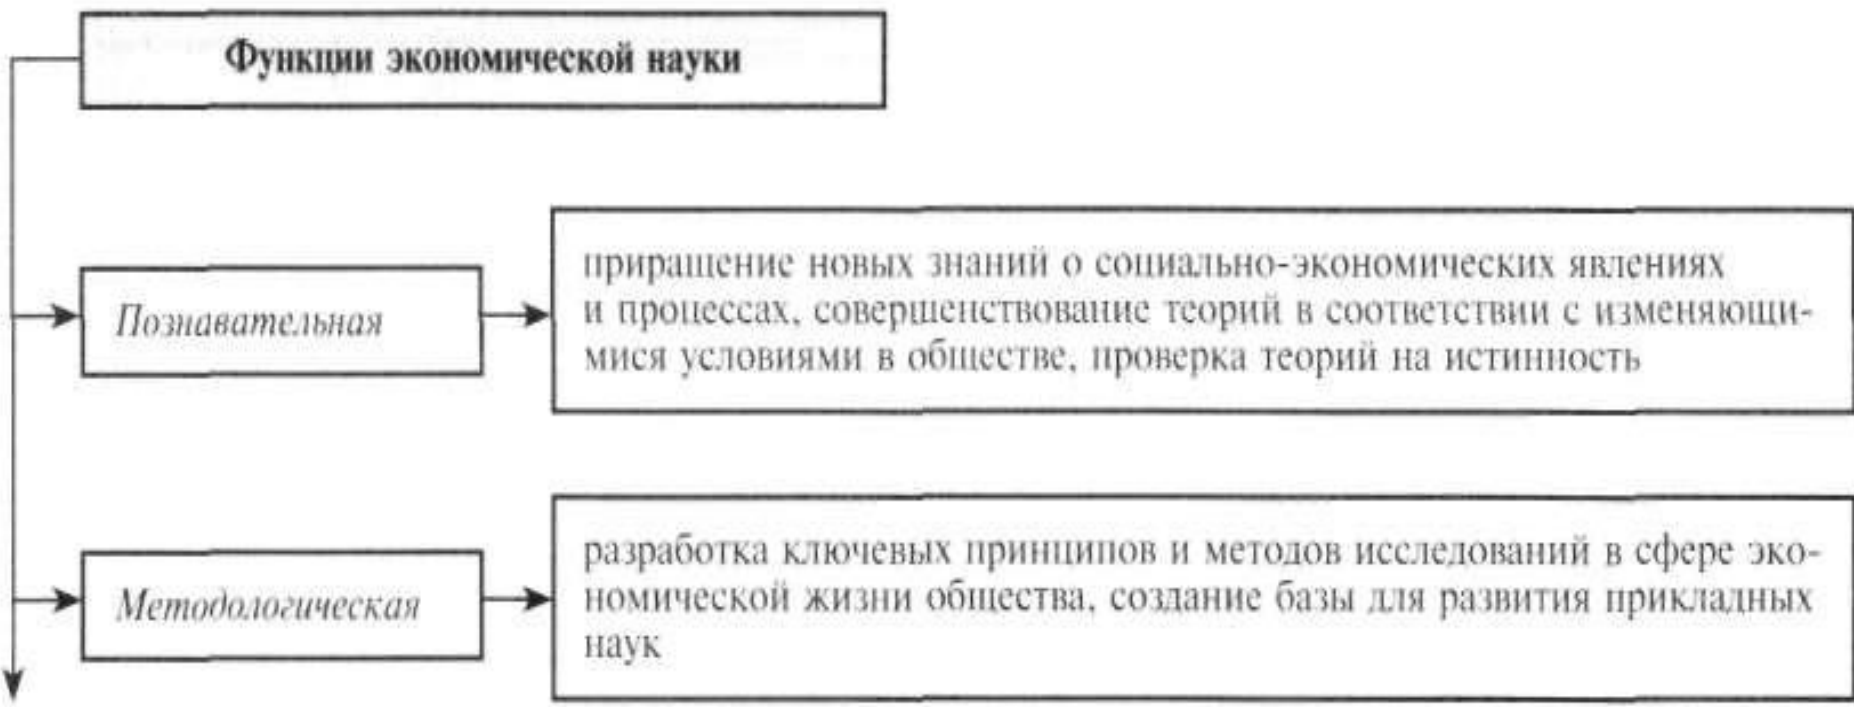 Функции экономической науки
Познавательная
приращение новых знаний о социально-экономических явлениях
и процессах, совершенствование теорий в соответствии с изменяющи-
мися условиями в обществе, проверка теорий на истинность
Методологическая
разработка ключевых принципов и методов исследований в сфере эко-
номической жизни общества, создание базы для развития прикладных
наук